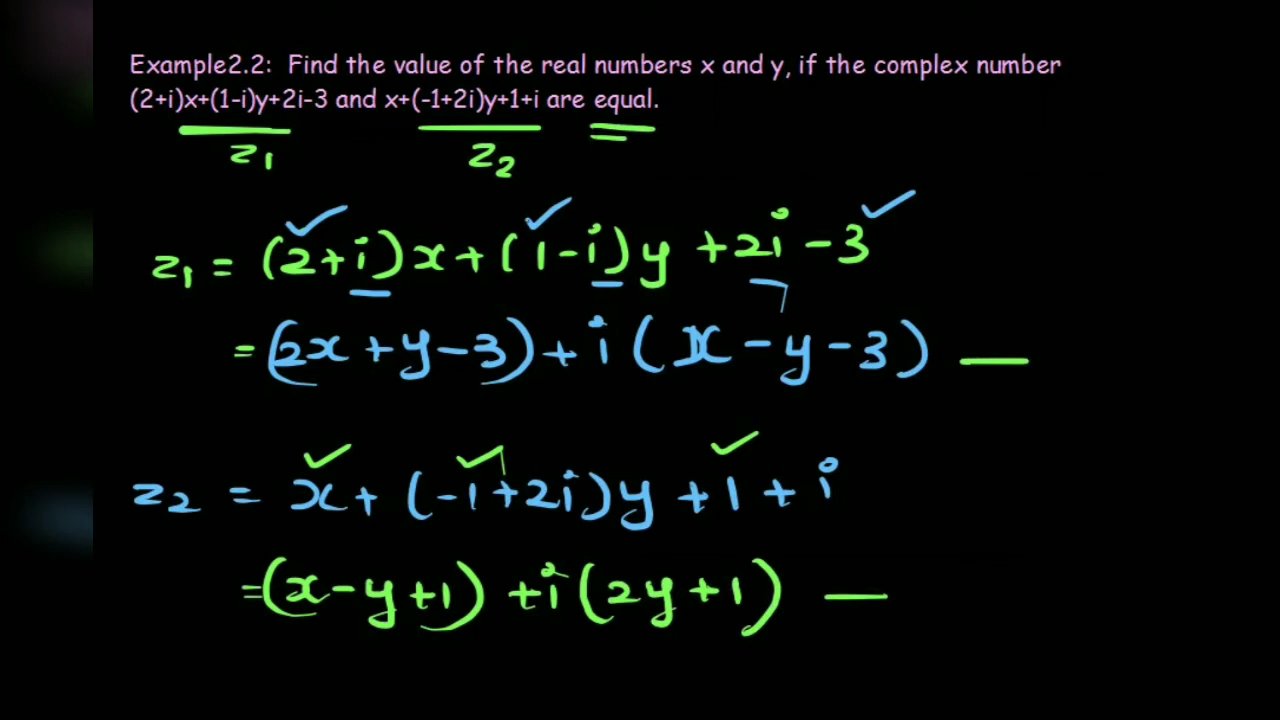 Example2.2: Find the value of the real numbers x and y, if the complex number
(2+i)x+(1-i)y+2i-3 and x+(-1+2i)y+1+i are equal.
z1 z2
z1 = (2+i)x+(1-i)y+2i-3
=(2x+y-3)+i(x-y-3)
z2 = x+(-1+2i)y+1+i
=(x-y+1)+i(2y+1)